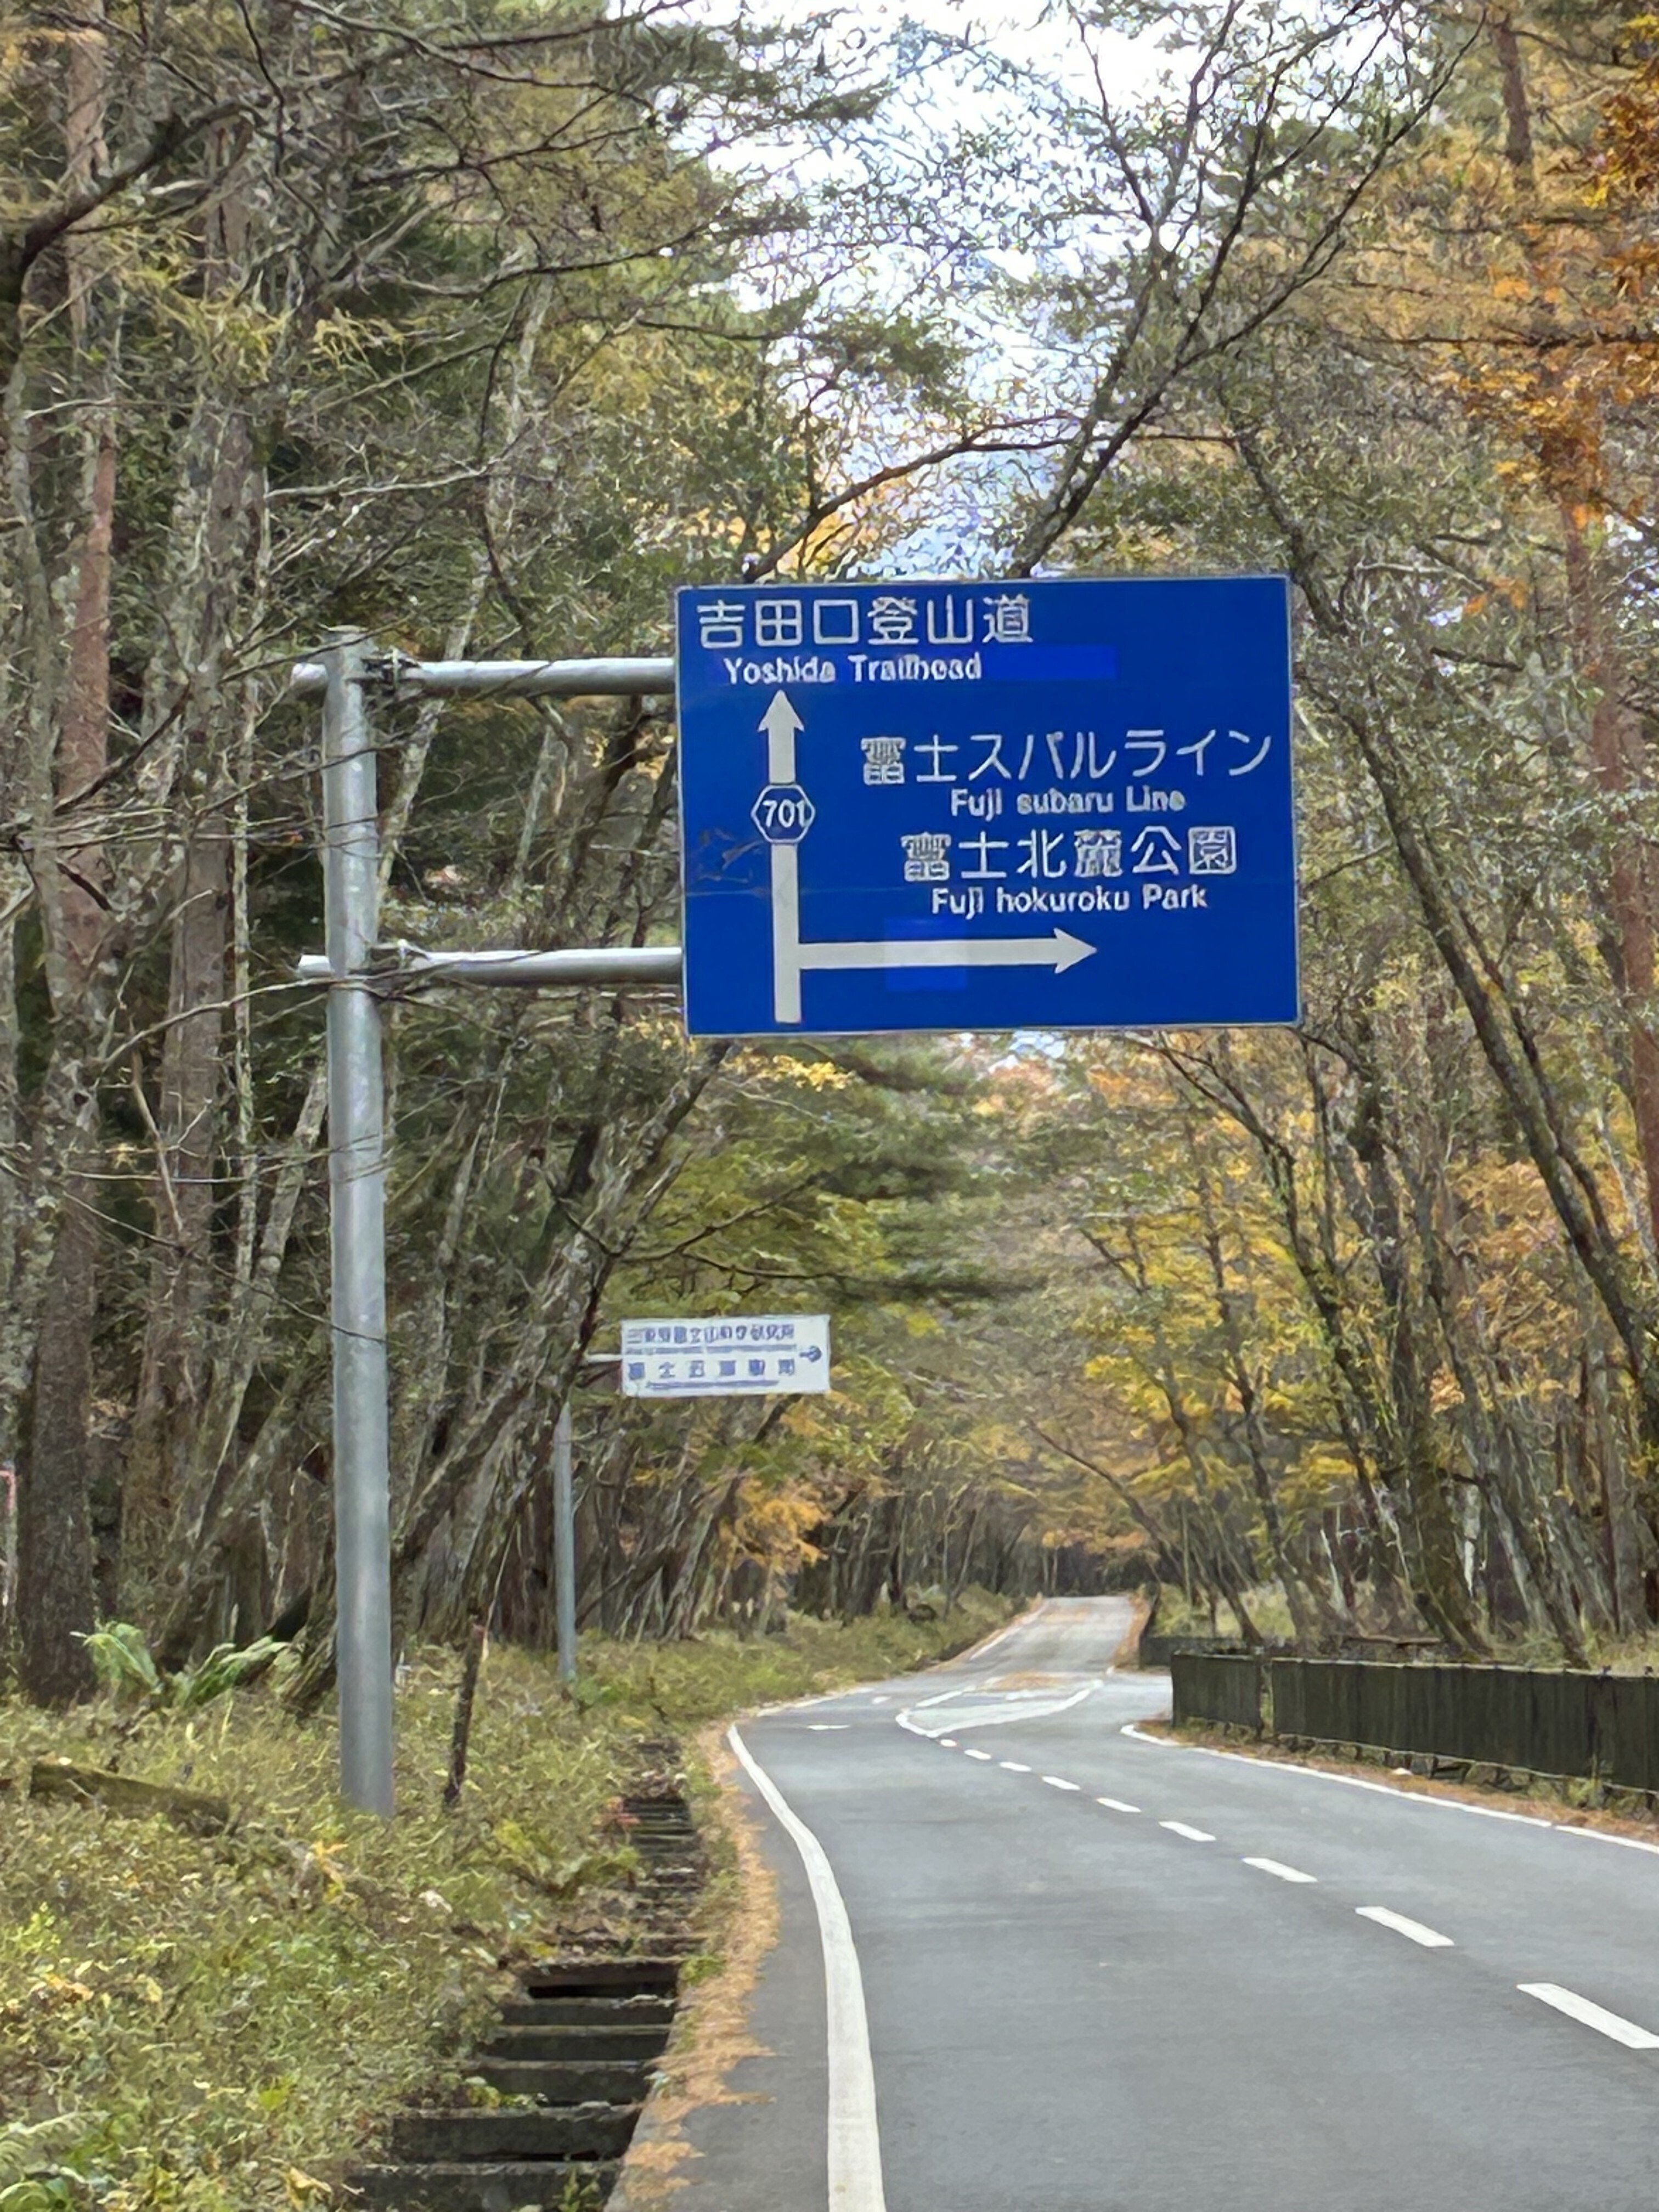 吉田口登山道
Yoshida Trailhead
富士スバルライン
Fuji subaru Line
701
富士北麓公園
Fuji hokuroku Park